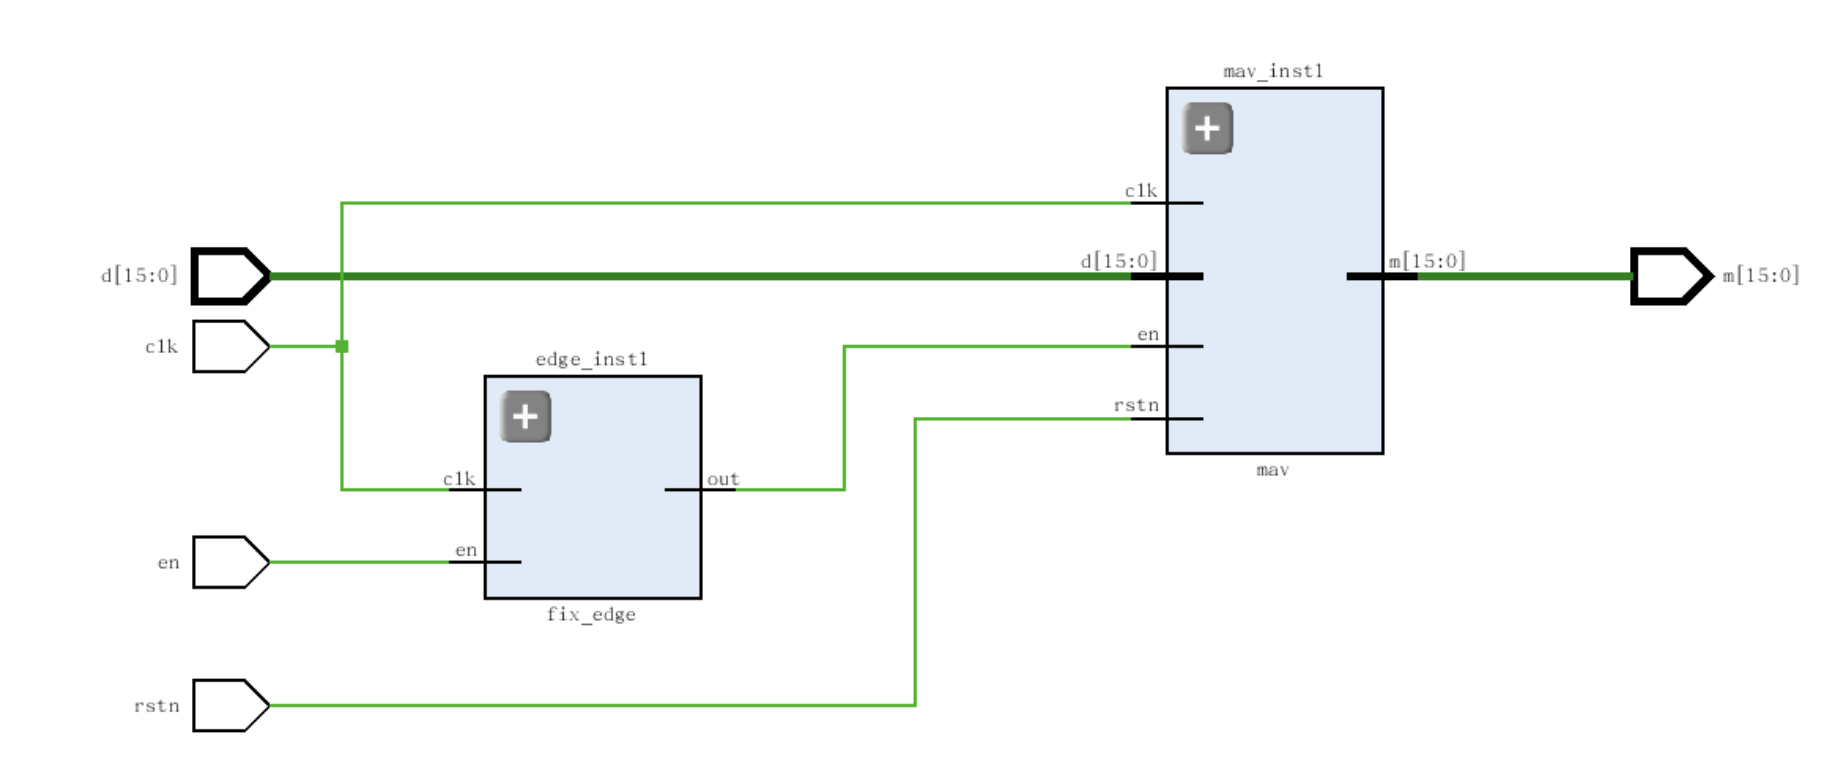 mav_inst1
clk
d[15:0]
d[15:0]
m[15:0]
m[15:0]
clk
en
edge_inst1
rstn
mav
clk
out
en
en
fix_edge
rstn